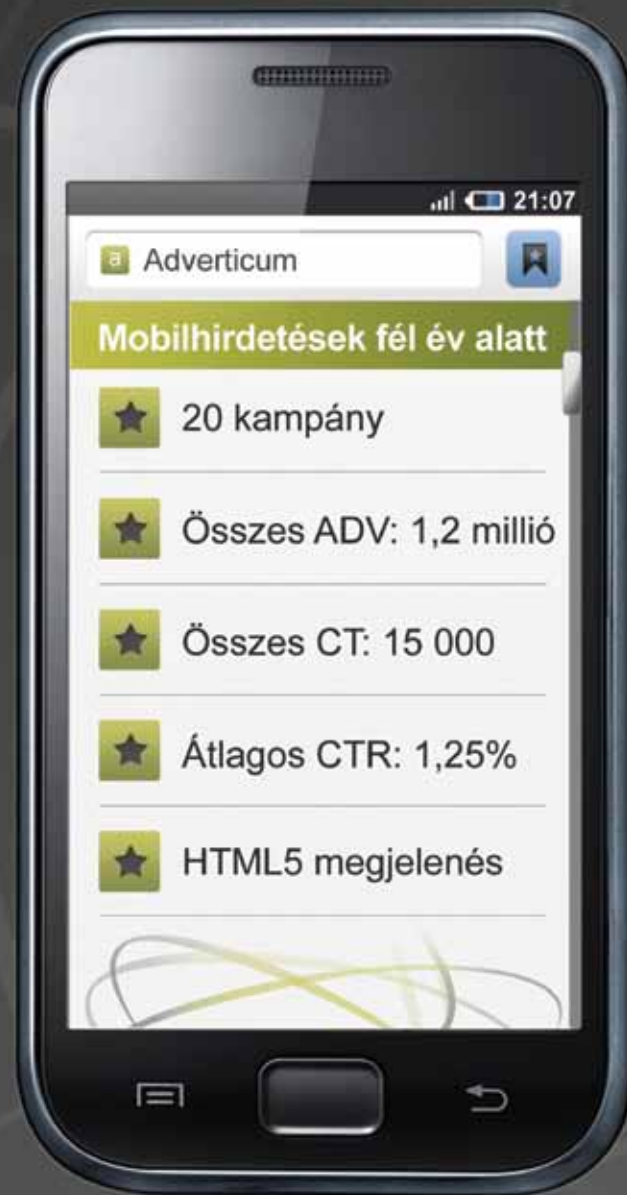 21:07
a Adverticum
Mobilhirdetések fél év alatt
20 kampány
Összes ADV: 1,2 millió
Összes CT: 15 000
Átlagos CTR: 1,25%
HTML5 megjelenés